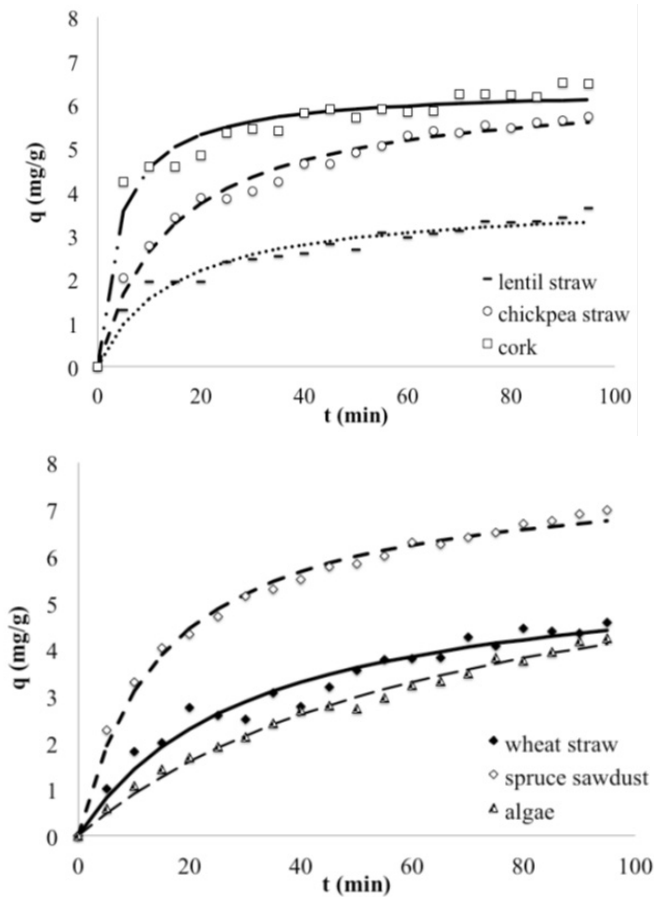 8
7
6
5
4
3
2
1
0
q (mg/g)
lentil straw
chickpea straw
cork
0 20 40 60 80 100
t (min)
8
7
6
5
4
3
2
1
0
q (mg/g)
wheat straw
spruce sawdust
algae
0 20 40 60 80 100
t (min)